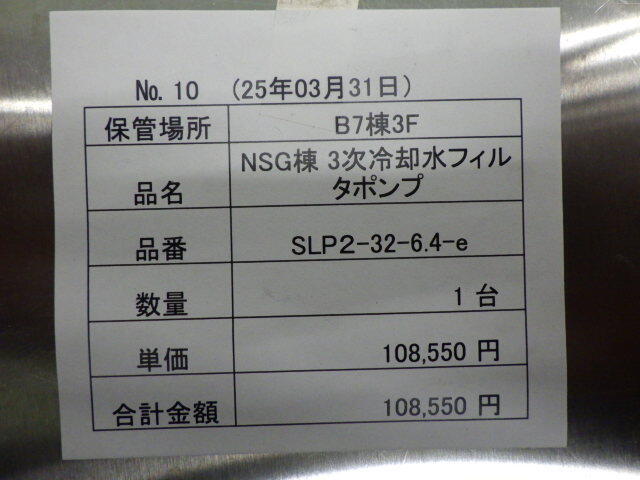 No. 10 （25年03月31日）
保管場所 B7棟3F
品名 NSG棟 3次冷却水フィル
タポンプ
品番 SLP2-32-6.4-e
数量 1 台
単価 108,550 円
合計金額 108,550 円